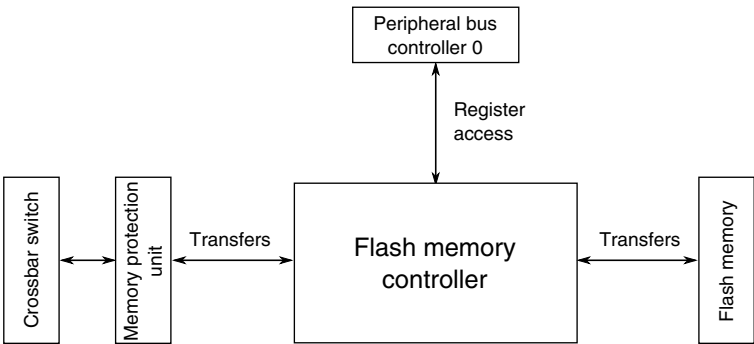 Peripheral bus
controller 0
Register
access
Crossbar switch
Memory protection
unit
Transfers
Flash memory
controller
Transfers
Flash memory